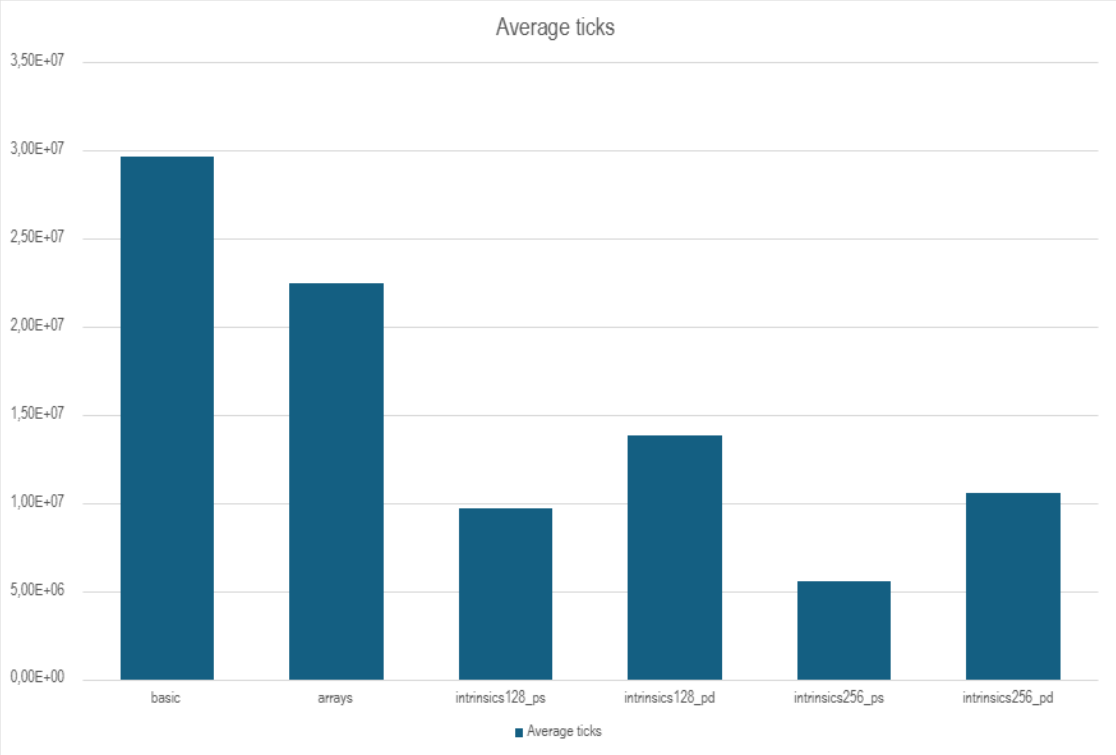 Average ticks
3,50E+07
3,00E+07
2,50E+07
2,00E+07
1,50E+07
1,00E+07
5,00E+06
0,00E+00
basic arrays intrinsics128_ps intrinsics128_pd intrinsics256_ps intrinsics256_pd
Average ticks